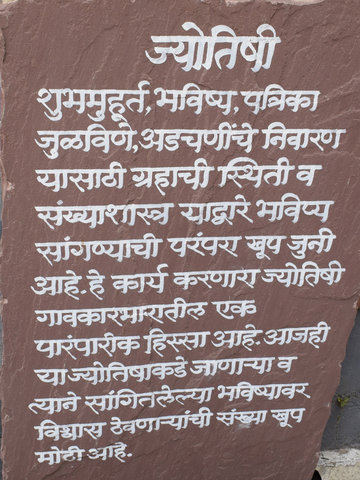 ज्योतिषी
शुभमुहूर्त, भविष्य, पत्रिका
जुळविणे, अडचणींचे निवारण
यासाठी ग्रहाची स्थिती व
संख्याशास्त्र याद्वारे भविष्य
सांगण्याची परंपरा खूप जुनी
आहे. हे कार्य करणारा ज्योतिषी
गावकारभारातील एक
पारंपारीक हिस्सा आहे. आजही
या ज्योतिषाकडे जाणाऱ्या व
त्याने सांगितलेल्या भविष्यावर
विश्वास ठेवणाऱ्यांची संख्या खूप
मोठी आहे.